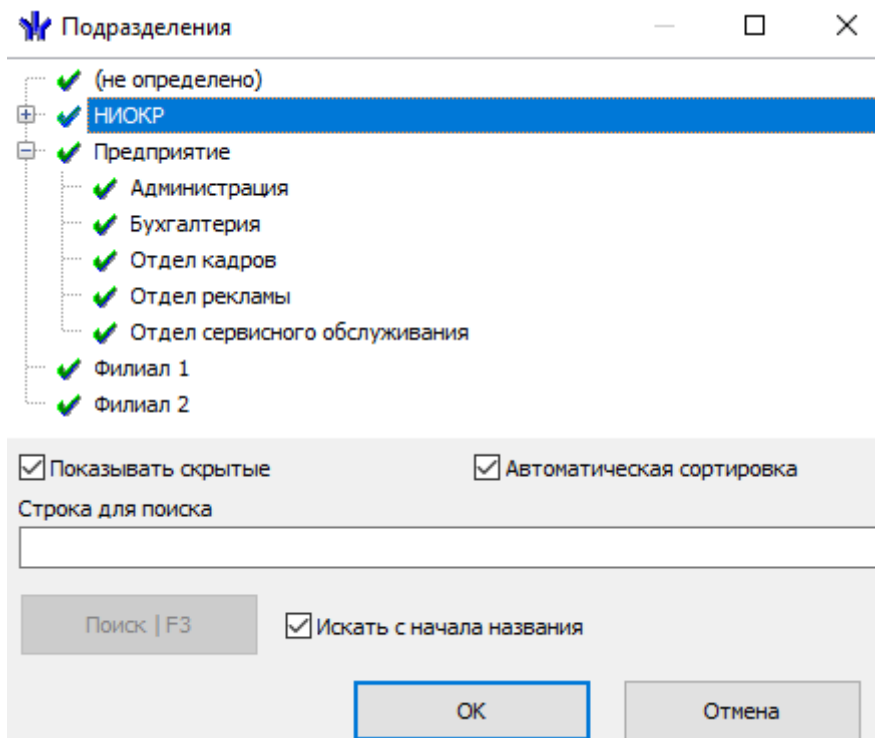 Подразделения
(не определено)
НИОКР
Предприятие
Администрация
Бухгалтерия
Отдел кадров
Отдел рекламы
Отдел сервисного обслуживания
Филиал 1
Филиал 2
Показывать скрытые Автоматическая сортировка
Строка для поиска
Поиск | F3 Искать с начала названия
ОК Отмена